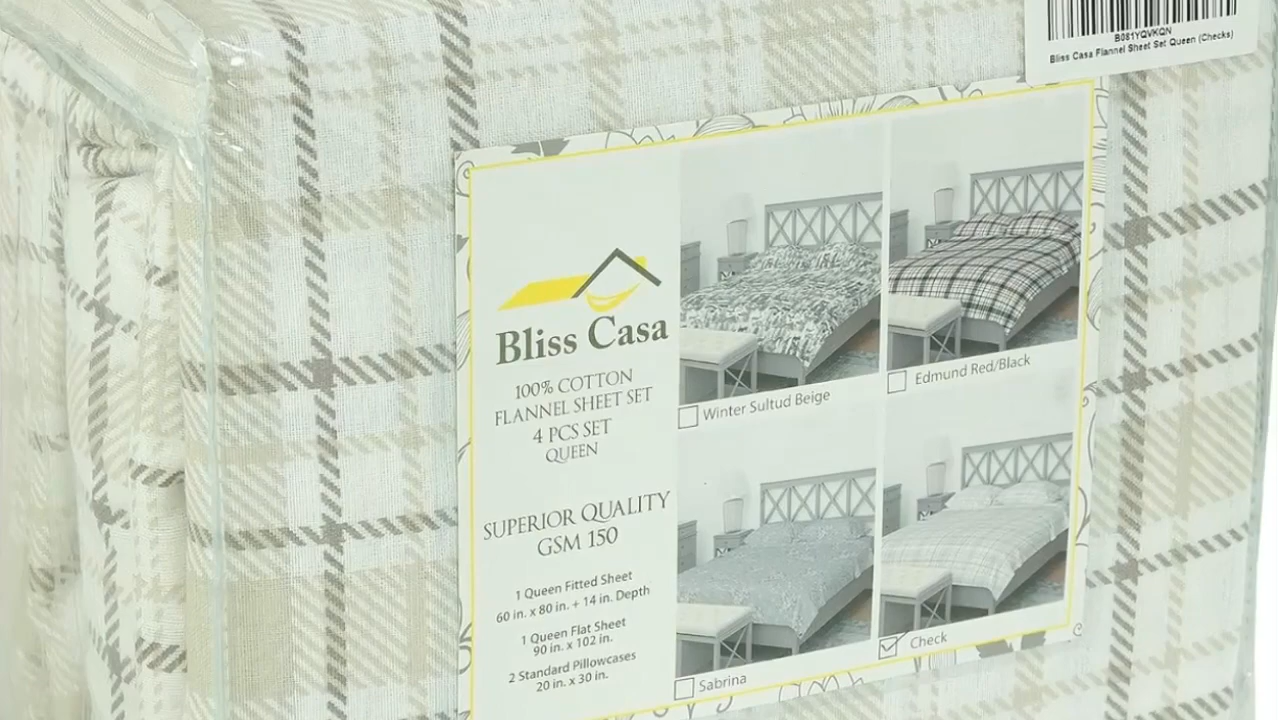 B081YQVKQN
Bliss Casa Flannel Sheet Set Queen (Checks)
Bliss Casa
100% COTTON
FLANNEL SHEET SET
4 PCS SET
QUEEN
SUPERIOR QUALITY
GSM 150
1 Queen Fitted Sheet
60 in. x 80 in. + 14 in. Depth
1 Queen Flat Sheet
90 in. x 102 in.
2 Standard Pillowcases
20 in. x 30 in.
Winter Sultud Beige
Edmund Red/Black
Sabrina
Check